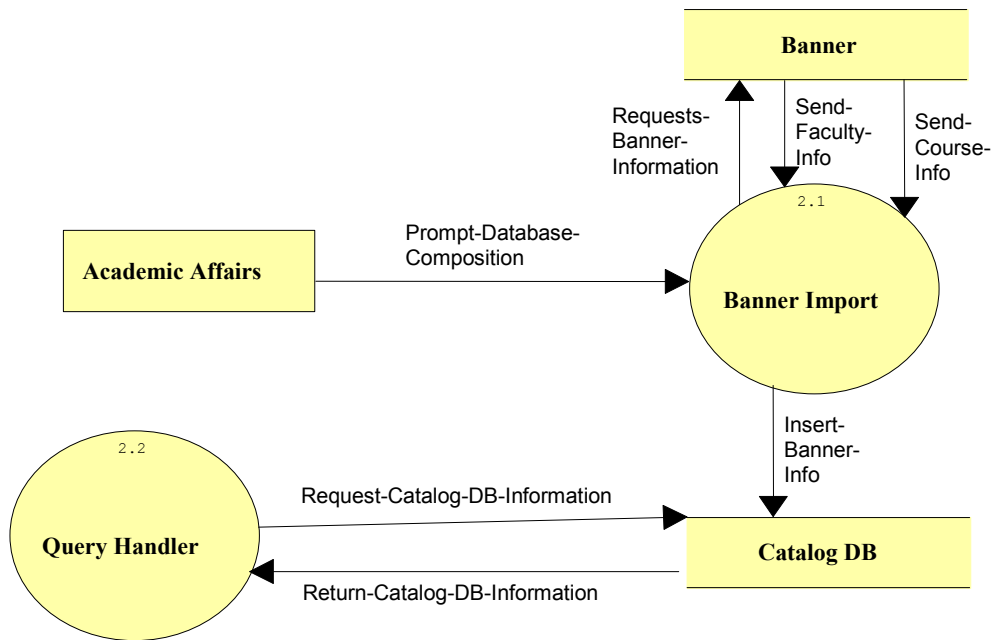 Banner
Requests-
Banner-
Information
Send-
Faculty-
Info
Send-
Course-
Info
2.1
Banner Import
Prompt-Database-
Composition
Academic Affairs
Insert-
Banner-
Info
2.2
Query Handler
Request-Catalog-DB-Information
Catalog DB
Return-Catalog-DB-Information